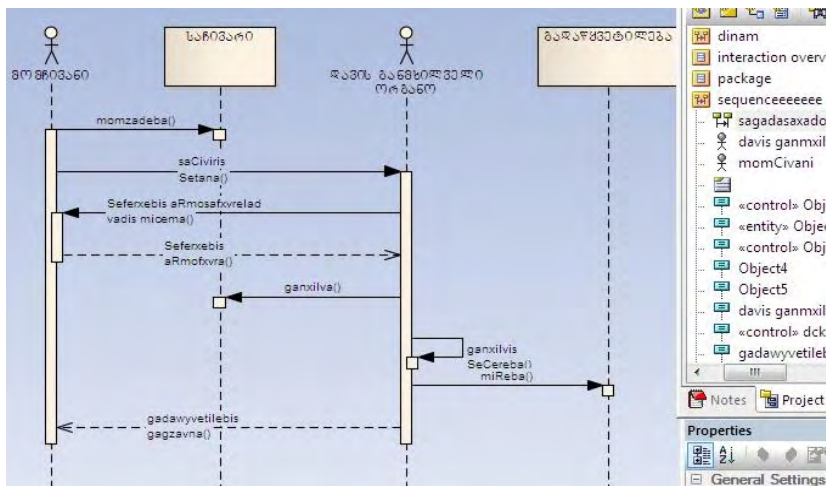 საჩივარი
გადაწყვეტილება
მომჩივანი
დავის განმხილველი
ორგანო
momzadeba()
saCiviris
Setana()
Seferxebis aRmosafxvrelad
vadis micema()
Seferxebis
aRmofxvra()
ganxilva()
ganxilvis
SeCereba()
miReba()
gadawyvetilebis
gagzavna()
dinam
interaction overv
package
sequenceeeeeee
sagadasaxado
davis ganmxil
momCivani
«control» Obj
«entity» Objec
«control» Obj
Object4
Object5
davis ganmxil
«control» dck
gadawyvetileb
Notes
Project
Properties
General Settings